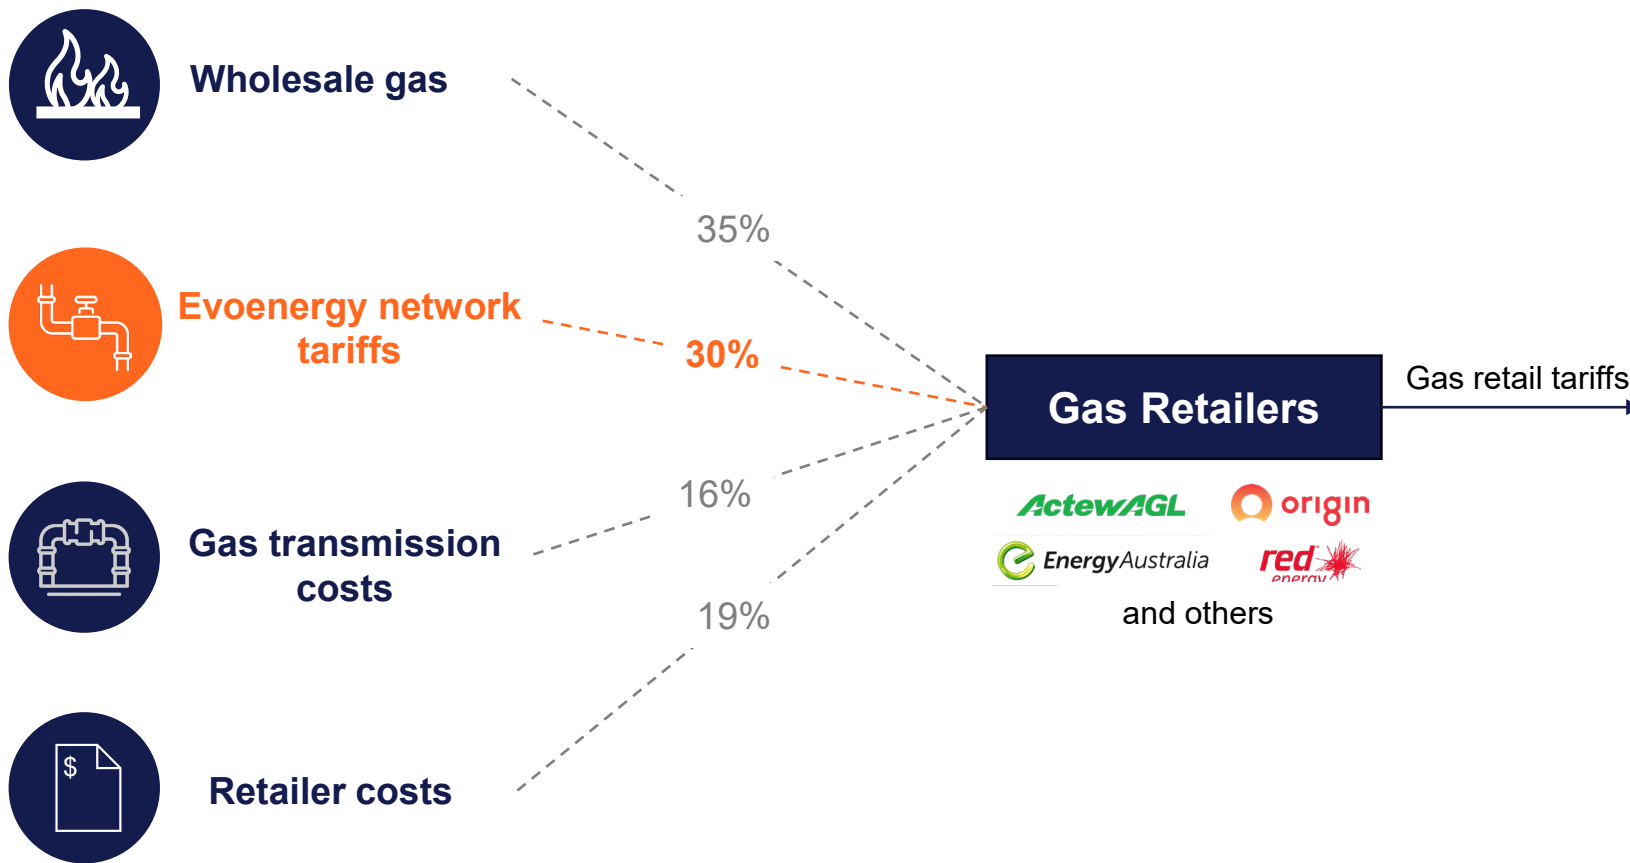 Wholesale gas
35%
Evoenergy network
tariffs
30%
Gas Retailers
Gas retail tariffs
ActewAGL
origin
EnergyAustralia
red
energy
and others
Gas transmission
costs
16%
19%
$
Retailer costs